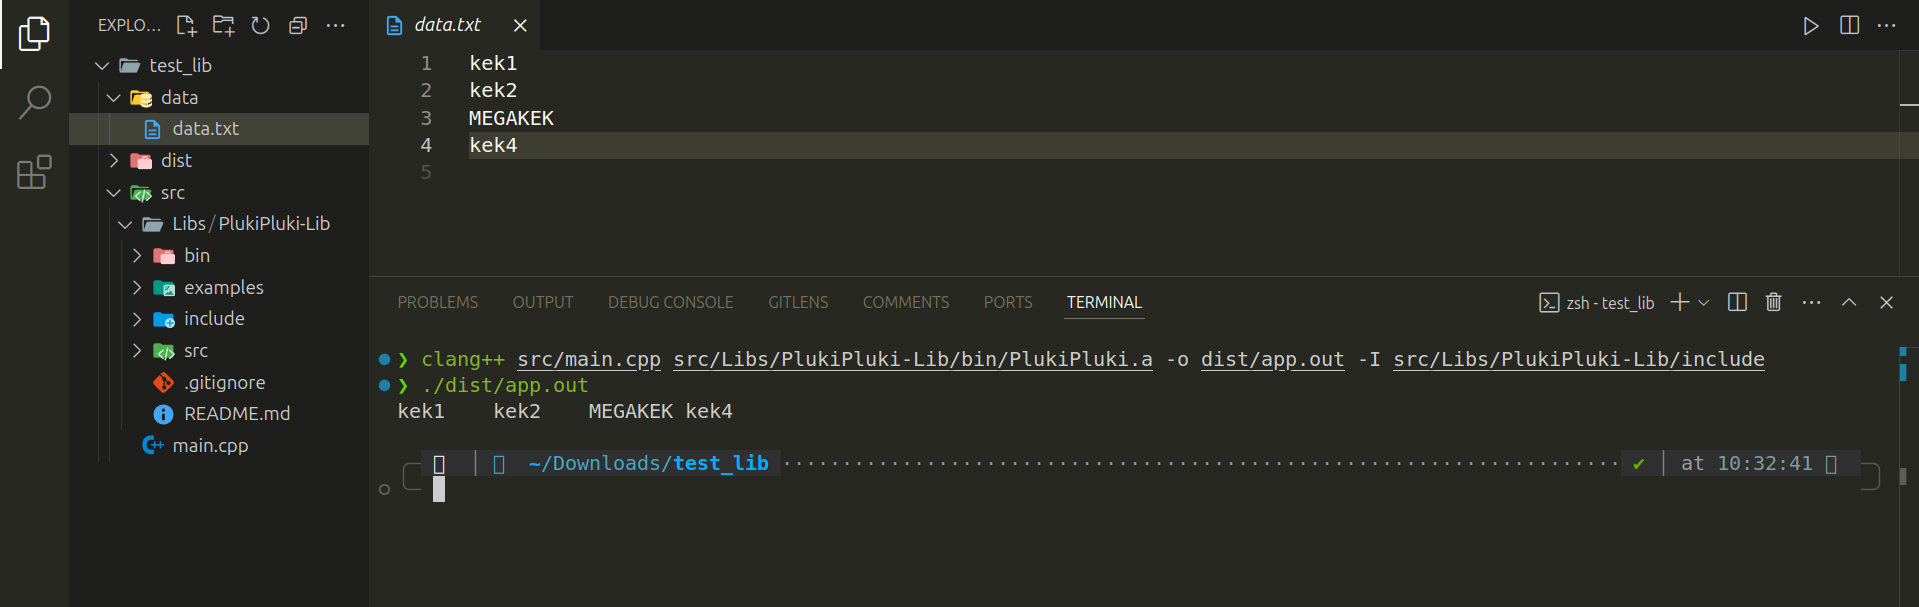 EXPLO...
test_lib
data
data.txt
dist
src
Libs/PlukiPluki-Lib
bin
examples
include
src
.gitignore
README.md
main.cpp
data.txt
1 kek1
2 kek2
3 MEGAKEK
4 kek4
5
PROBLEMS OUTPUT DEBUG CONSOLE GITLENS COMMENTS PORTS TERMINAL zsh - test_lib
❯ clang++ src/main.cpp src/Libs/PlukiPluki-Lib/bin/PlukiPluki.a -o dist/app.out -I src/Libs/PlukiPluki-Lib/include
❯ ./dist/app.out
kek1 kek2 MEGAKEK kek4
~/Downloads/test_lib ✔ at 10:32:41